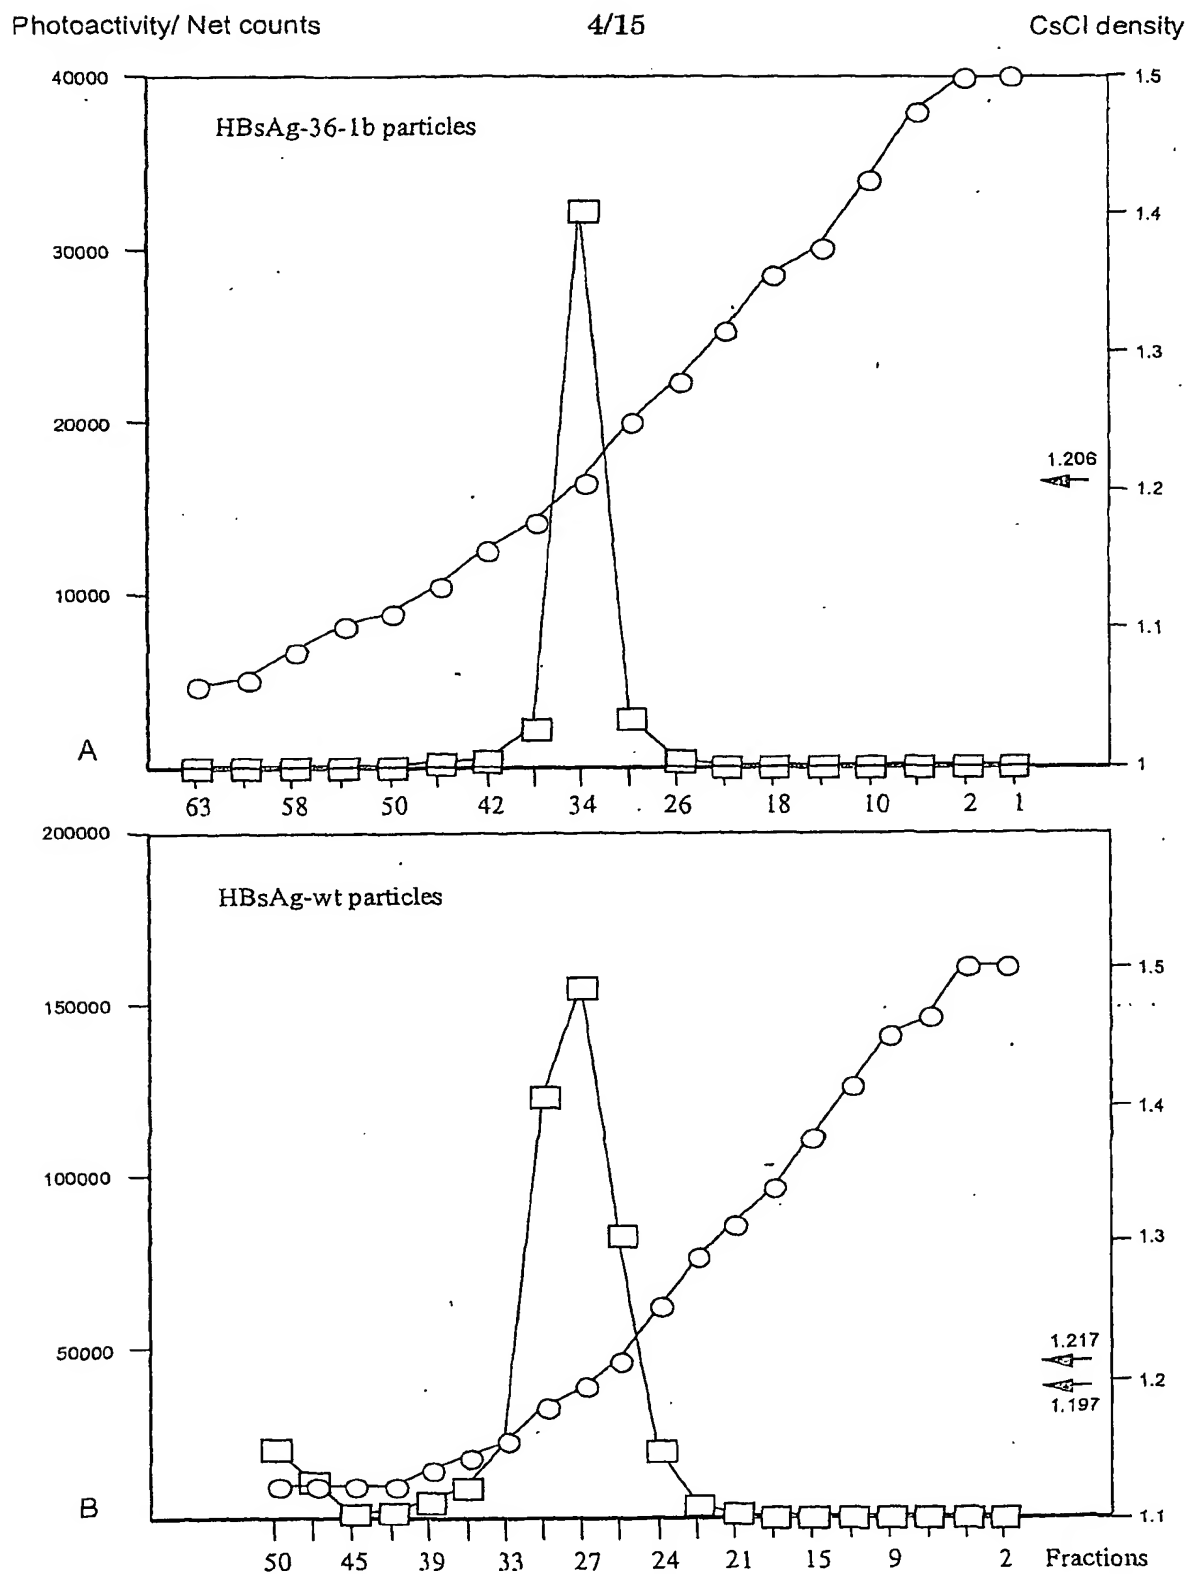 Photoactivity/ Net counts 4/15 CsCl density
40000 1.5
HBsAg-36-1b particles
1.4
30000
1.3
20000
1.206
1.2
10000
1.1
A 1
63 58 50 42 34 26 18 10 2 1
200000
HBsAg-wt particles
1.5
150000
1.4
100000
1.3
50000
1.217
1.2
1.197
B 1.1
50 45 39 33 27 24 21 15 9 2 Fractions